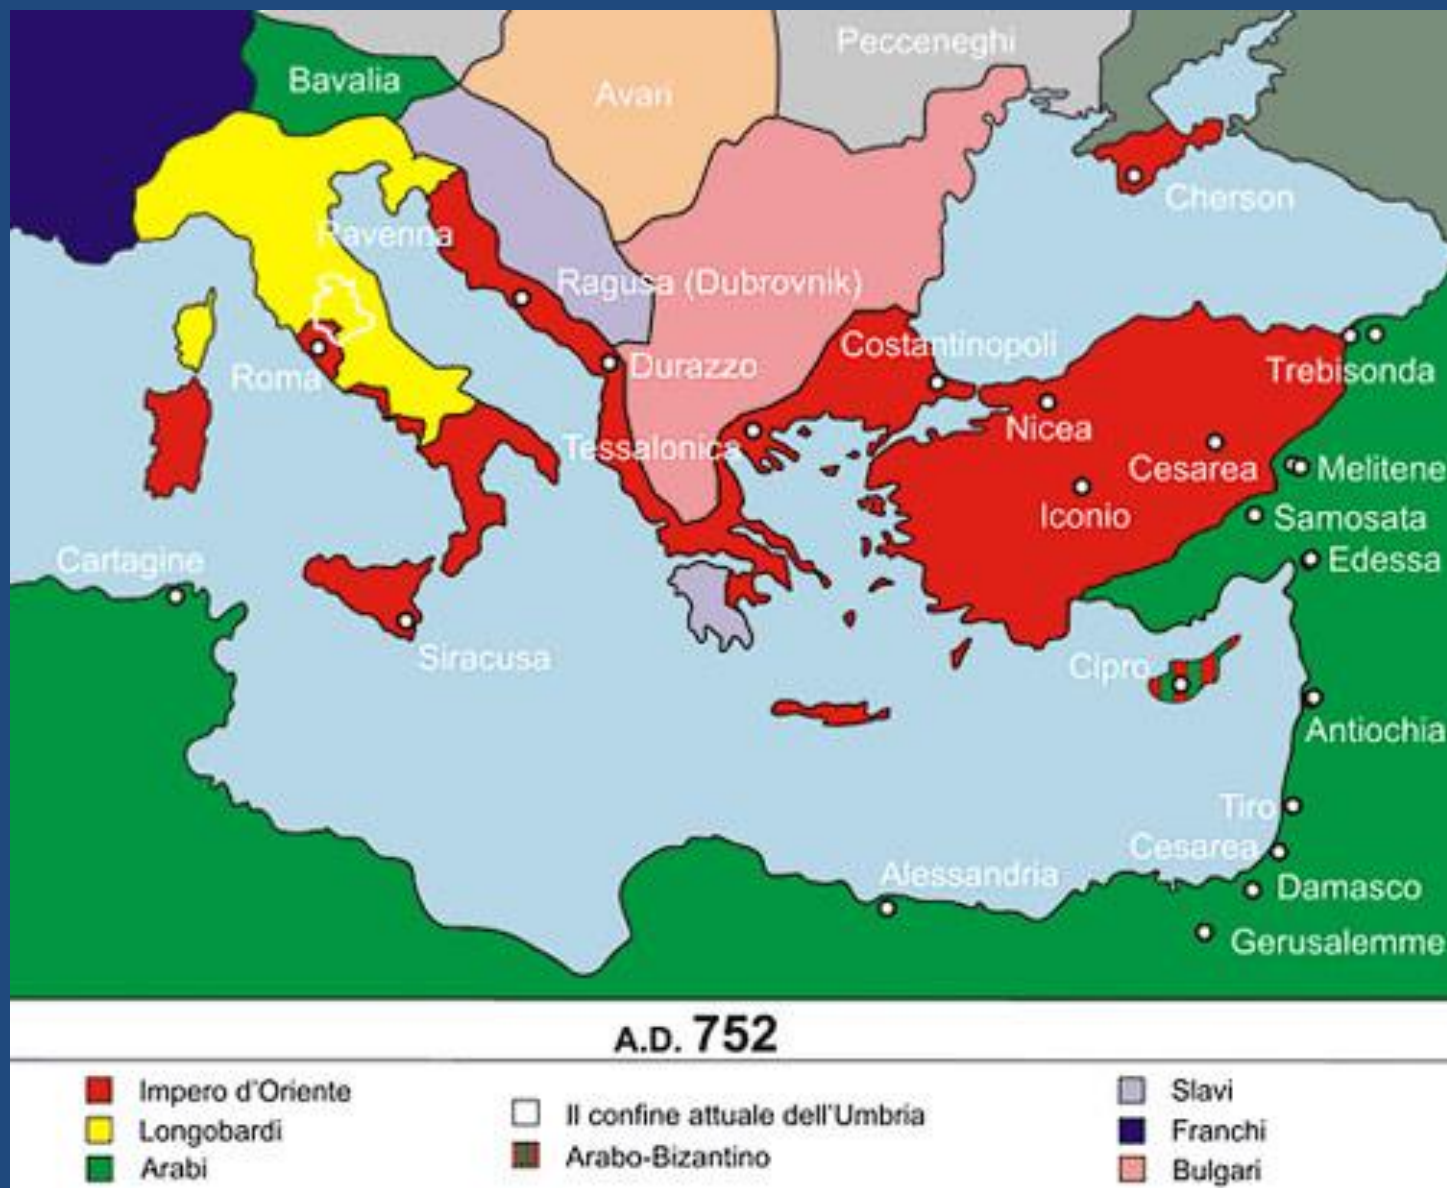 Pecceneghi
Bavalia
Avari
Cherson
Ravenna
Ragusa (Dubrovnik)
Costantinopoli
Roma
Durazzo
Trebisonda
Nicea
Tessalonica
Cesarea
Melitene
Iconio
Samosata
Cartagine
Edessa
Siracusa
Cipro
Antiochia
Tiro
Cesarea
Alessandria
Damasco
Gerusalemme
A.D. 752
Impero d'Oriente
Longobardi
Arabi
Il confine attuale dell'Umbria
Arabo-Bizantino
Slavi
Franchi
Bulgari